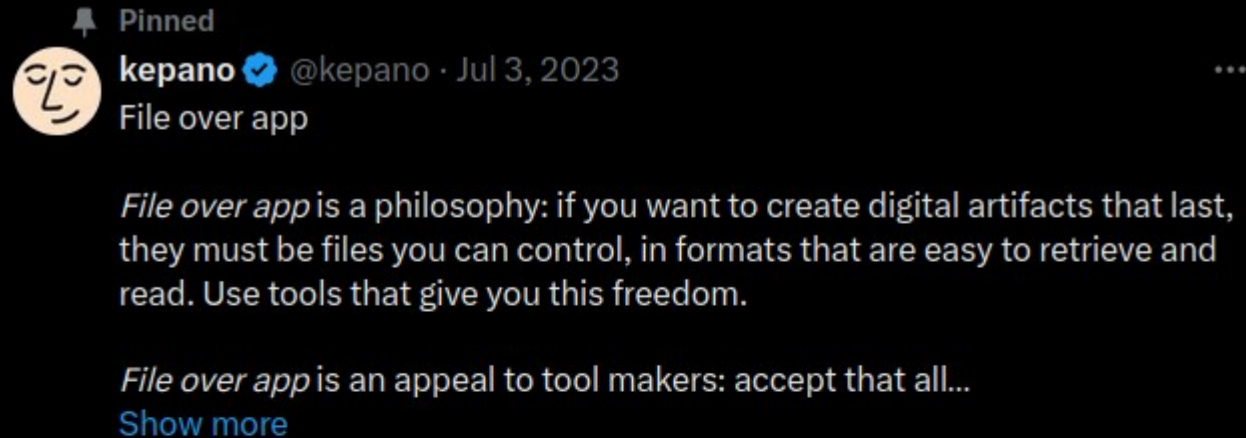 Pinned
kepano @kepano · Jul 3, 2023
File over app
File over app is a philosophy: if you want to create digital artifacts that last,
they must be files you can control, in formats that are easy to retrieve and
read. Use tools that give you this freedom.
File over app is an appeal to tool makers: accept that all...
Show more